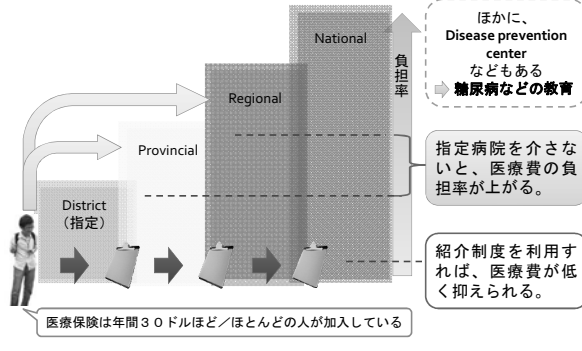 National
Regional
Provincial
District
（指定）
負担率
ほかに、
Disease prevention
center
などもある
糖尿病などの教育
指定病院を介さな
いと、医療費の負
担率が上がる。
紹介制度を利用す
れば、医療費が低
く抑えられる。
医療保険は年間３０ドルほど／ほとんどの人が加入している